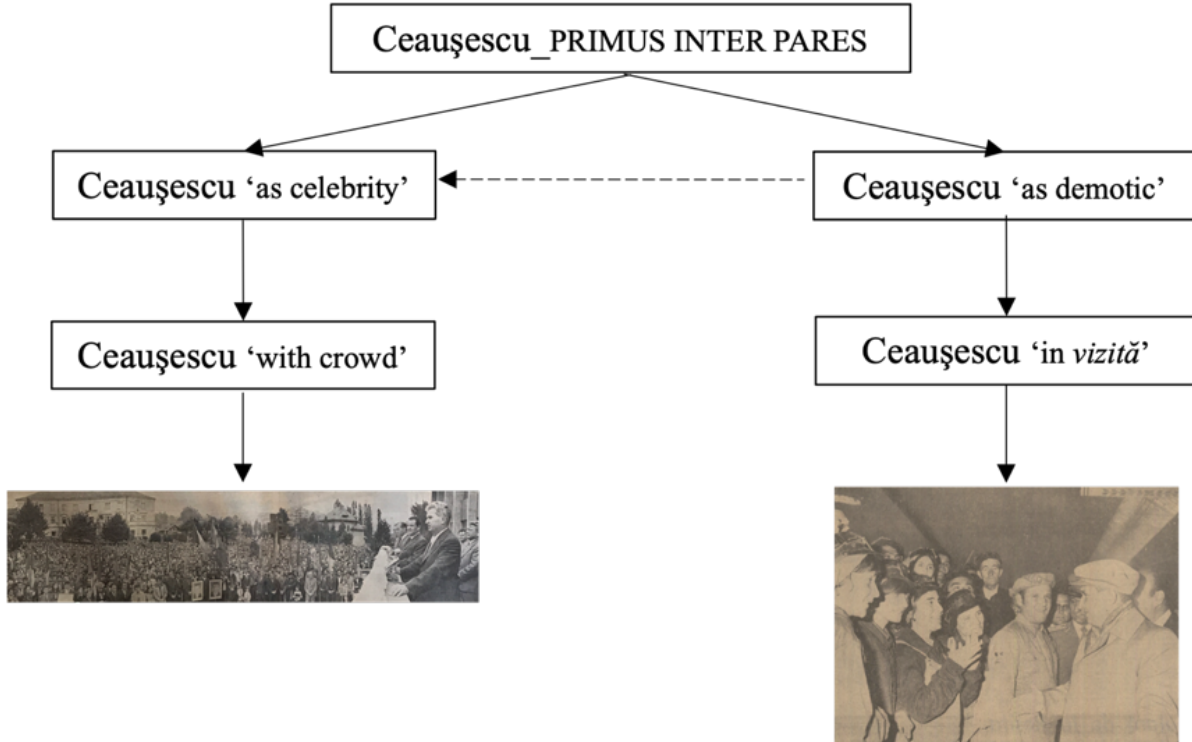 Ceauşescu_PRIMUS INTER PARES
Ceauşescu ‘as celebrity’
Ceauşescu ‘as demotic’
Ceauşescu ‘with crowd’
Ceauşescu ‘in vizită’